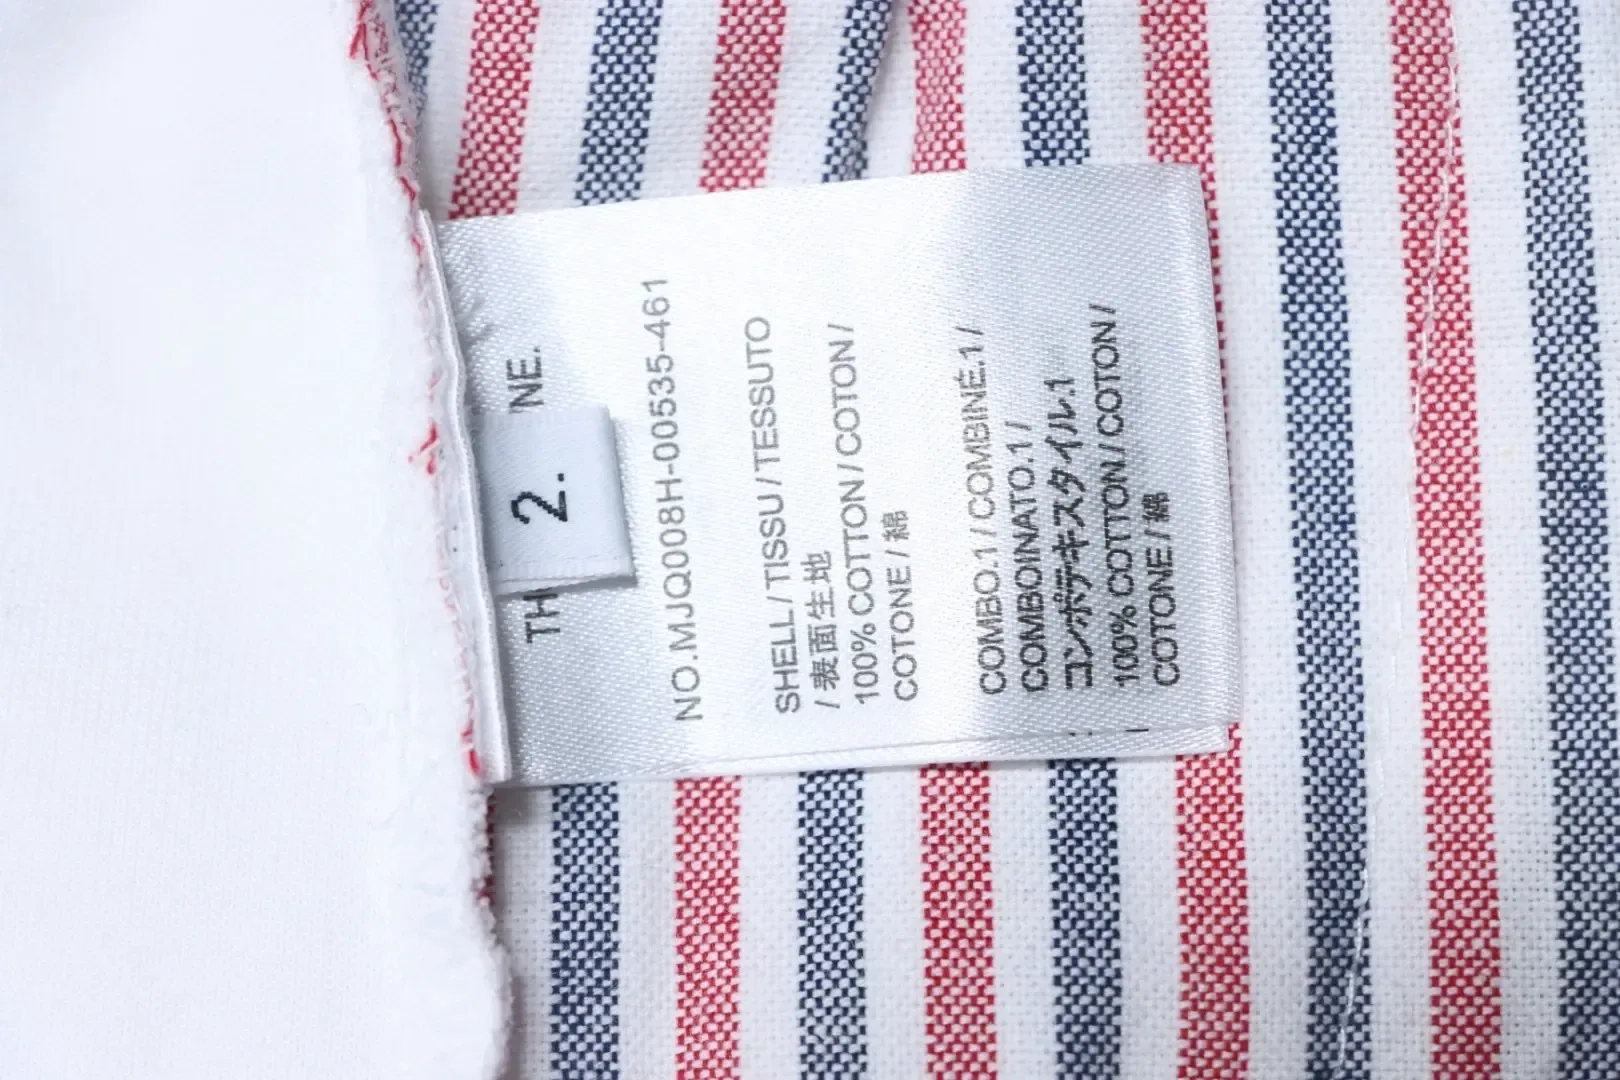 2.
TH NE.
NO.MJQ008H-00535-461
SHELL/TISSU/TESSUTO
/表面生地
100% COTTON/COTON/
COTONE/綿
COMBO.1/COMBINÉ.1/
COMBOINATO.1/
コンポテキスタイル.1
100% COTTON/COTON/
COTONE/綿